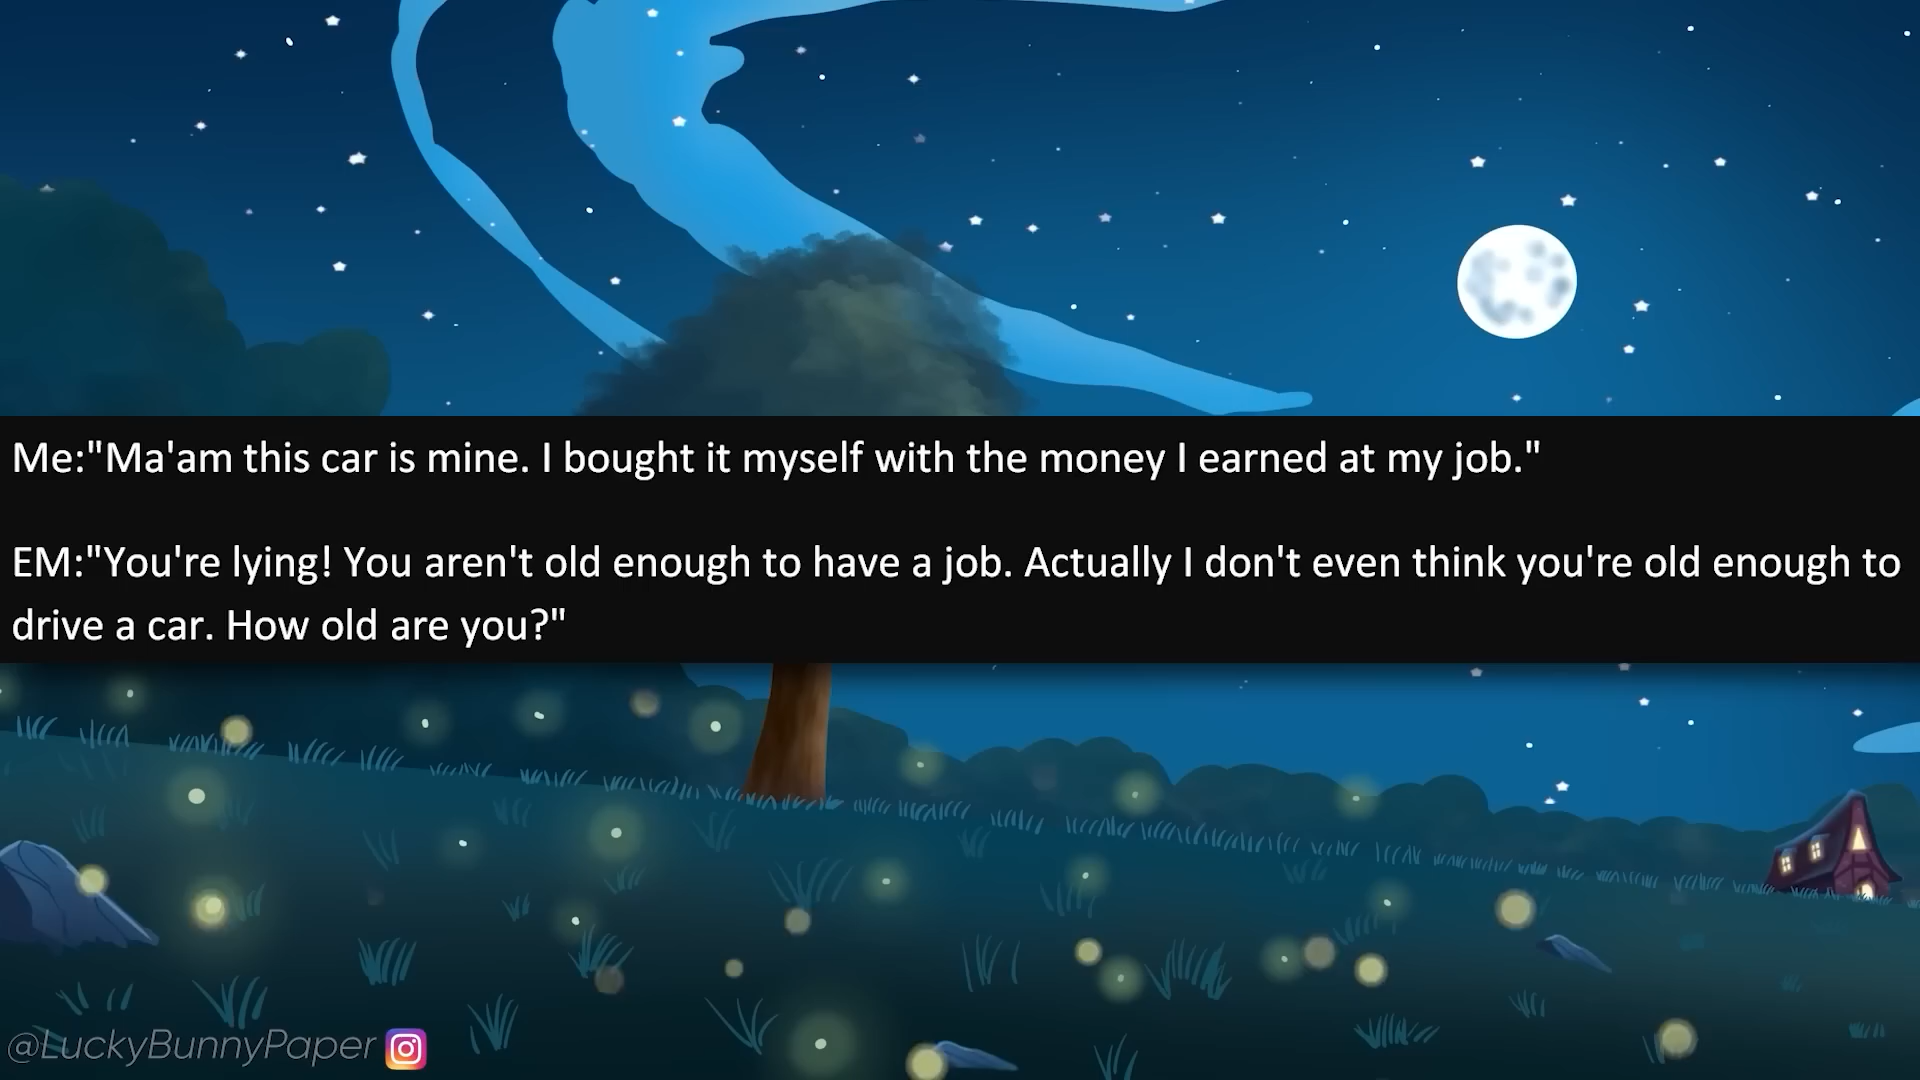 Me:"Ma'am this car is mine. I bought it myself with the money I earned at my job."
EM:"You're lying! You aren't old enough to have a job. Actually I don't even think you're old enough to
drive a car. How old are you?"
@LuckyBunnyPaper